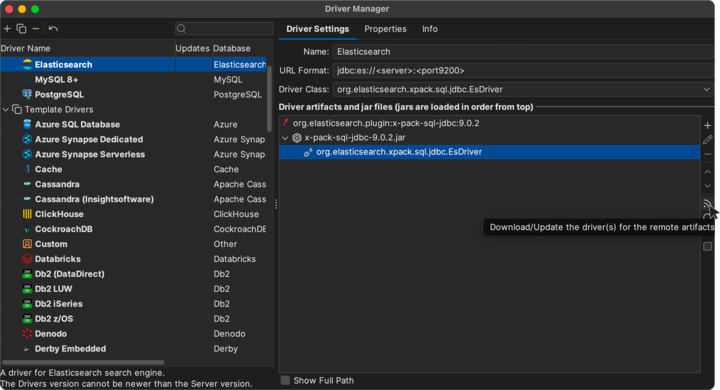 Driver Manager
Driver Name Updates Database
Elasticsearch Elasticsearch
MySQL 8+ MySQL
PostgreSQL PostgreSQL
Template Drivers
Azure SQL Database Azure
Azure Synapse Dedicated Azure Synap
Azure Synapse Serverless Azure Synap
Cache Cache
Cassandra Apache Cass
Cassandra (Insightsoftware) Apache Cass
ClickHouse ClickHouse
CockroachDB CockroachDB
Custom Other
Databricks Databricks
Db2 (DataDirect) Db2
Db2 LUW Db2
Db2 iSeries Db2
Db2 z/OS Db2
Denodo Denodo
Derby Embedded Derby
A driver for Elasticsearch search engine.
The Drivers version cannot be newer than the Server version.
Driver Settings Properties Info
Name: Elasticsearch
URL Format: jdbc:es://<server>:<port9200>
Driver Class: org.elasticsearch.xpack.sql.jdbc.EsDriver
Driver artifacts and jar files (jars are loaded in order from top)
org.elasticsearch.plugin:x-pack-sql-jdbc:9.0.2
x-pack-sql-jdbc-9.0.2.jar
org.elasticsearch.xpack.sql.jdbc.EsDriver
Download/Update the driver(s) for the remote artifacts
Show Full Path